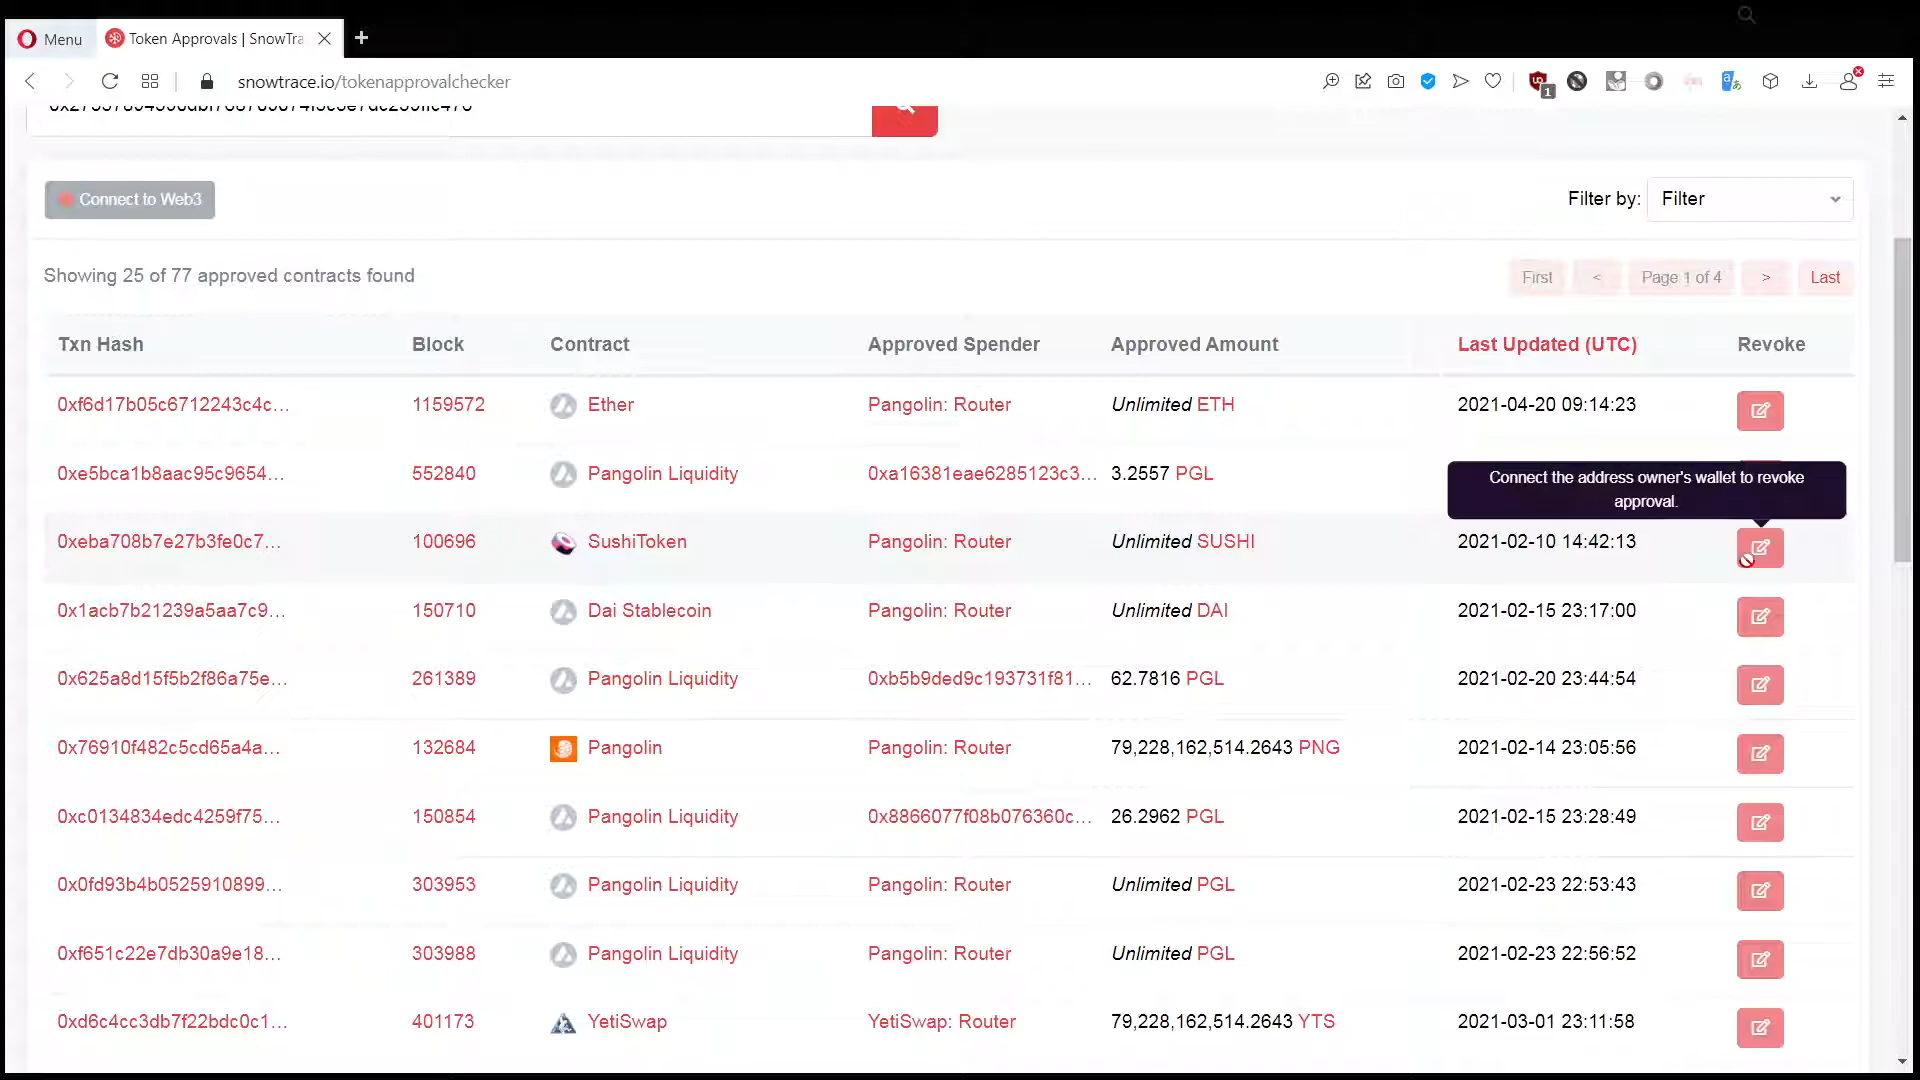 Menu
Token Approvals | SnowTra
snowtrace.io/tokenapprovalchecker
1
Connect to Web3
Filter by: Filter
Showing 25 of 77 approved contracts found
First < Page 1 of 4 > Last
Txn Hash Block Contract Approved Spender Approved Amount Last Updated (UTC) Revoke
0xf6d17b05c6712243c4c... 1159572 Ether Pangolin: Router Unlimited ETH 2021-04-20 09:14:23
0xe5bca1b8aac95c9654... 552840 Pangolin Liquidity 0xa16381eae6285123c3... 3.2557 PGL
Connect the address owner's wallet to revoke
approval.
0xeba708b7e27b3fe0c7... 100696 SushiToken Pangolin: Router Unlimited SUSHI 2021-02-10 14:42:13
0x1acb7b21239a5aa7c9... 150710 Dai Stablecoin Pangolin: Router Unlimited DAI 2021-02-15 23:17:00
0x625a8d15f5b2f86a75e... 261389 Pangolin Liquidity 0xb5b9ded9c193731f81... 62.7816 PGL 2021-02-20 23:44:54
0x76910f482c5cd65a4a... 132684 Pangolin Pangolin: Router 79,228,162,514.2643 PNG 2021-02-14 23:05:56
0xc0134834edc4259f75... 150854 Pangolin Liquidity 0x8866077f08b076360c... 26.2962 PGL 2021-02-15 23:28:49
0x0fd93b4b0525910899... 303953 Pangolin Liquidity Pangolin: Router Unlimited PGL 2021-02-23 22:53:43
0xf651c22e7db30a9e18... 303988 Pangolin Liquidity Pangolin: Router Unlimited PGL 2021-02-23 22:56:52
0xd6c4cc3db7f22bdc0c1... 401173 YetiSwap YetiSwap: Router 79,228,162,514.2643 YTS 2021-03-01 23:11:58